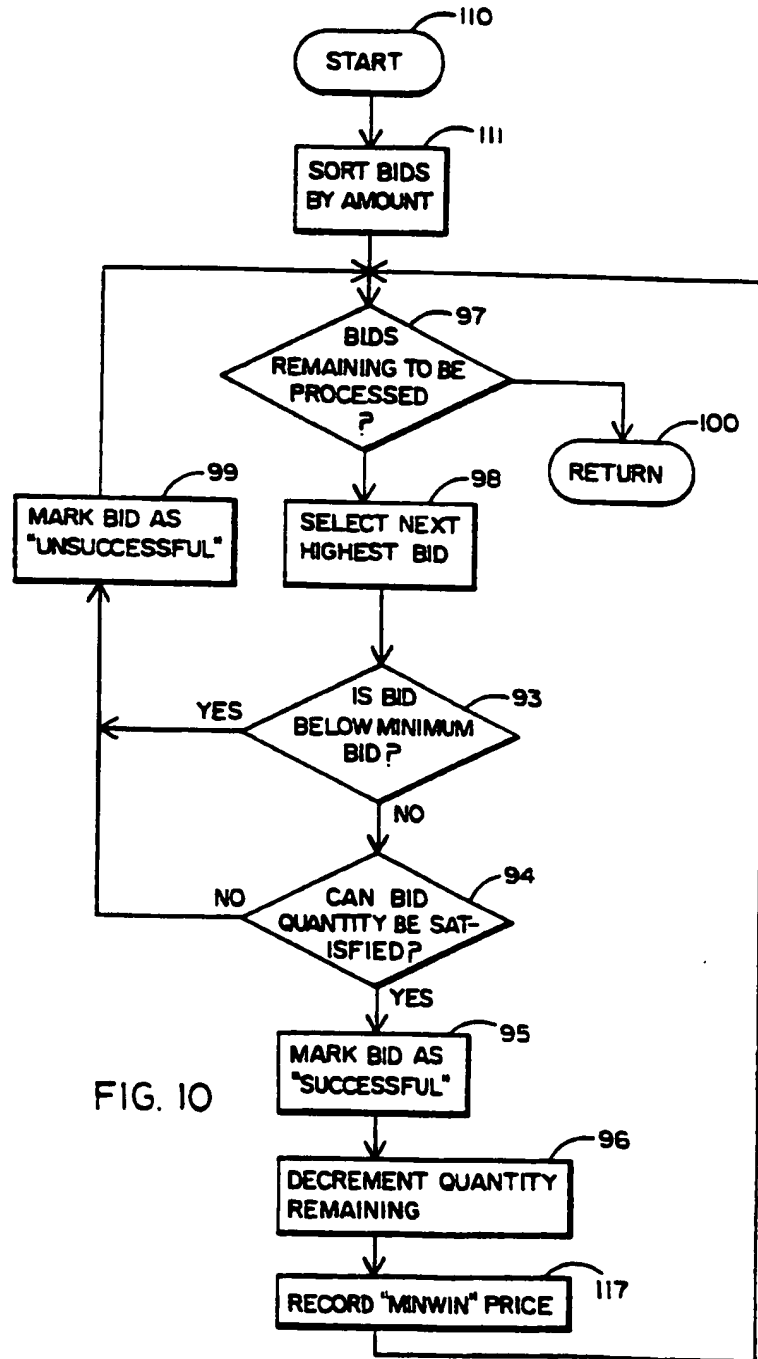 110
START
111
SORT BIDS
BY AMOUNT
97
BIDS
REMAINING TO BE
PROCESSED
?
100
RETURN
99
MARK BID AS
"UNSUCCESSFUL"
98
SELECT NEXT
HIGHEST BID
93
YES
IS BID
BELOW MINIMUM
BID?
NO
94
NO
CAN BID
QUANTITY BE SAT-
ISFIED?
YES
95
MARK BID AS
"SUCCESSFUL"
FIG. 10
96
DECREMENT QUANTITY
REMAINING
117
RECORD "MINWIN" PRICE